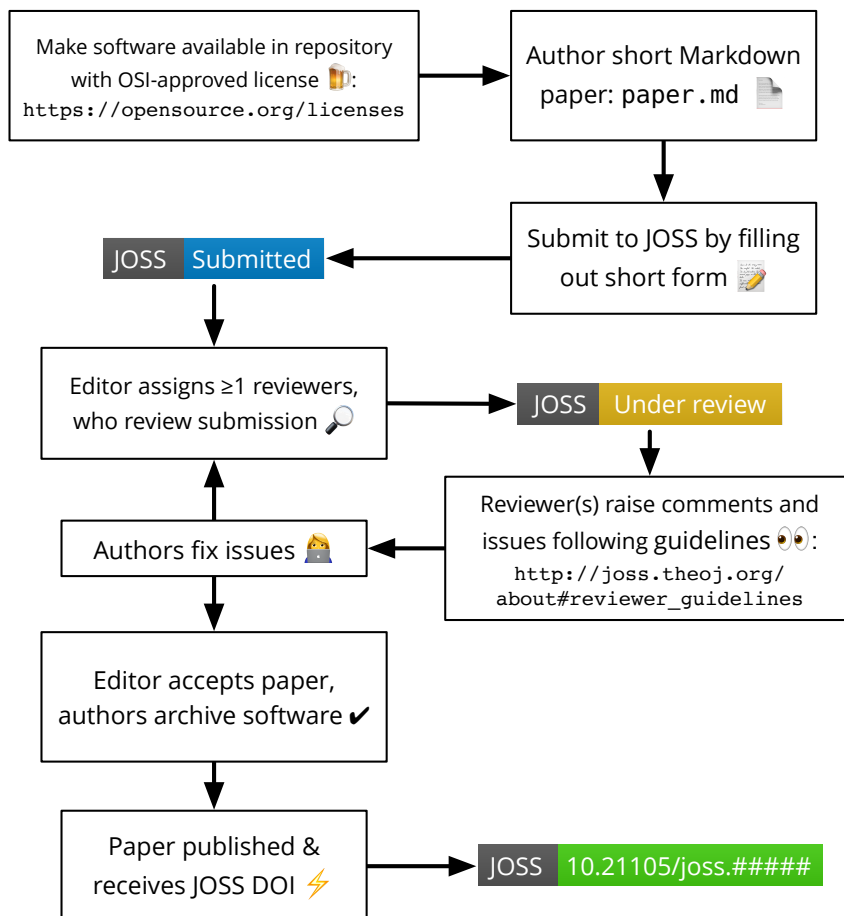 Make software available in repository
with OSI-approved license 🍺:
https://opensource.org/licenses
Author short Markdown
paper: paper.md 📄
Submit to JOSS by filling
out short form 📝
JOSS Submitted
Editor assigns ≥1 reviewers,
who review submission 🔎
JOSS Under review
Reviewer(s) raise comments and
issues following guidelines 👀:
http://joss.theoj.org/
about#reviewer_guidelines
Authors fix issues 👩‍💻
Editor accepts paper,
authors archive software ✔
Paper published &
receives JOSS DOI ⚡
JOSS 10.21105/joss.#####